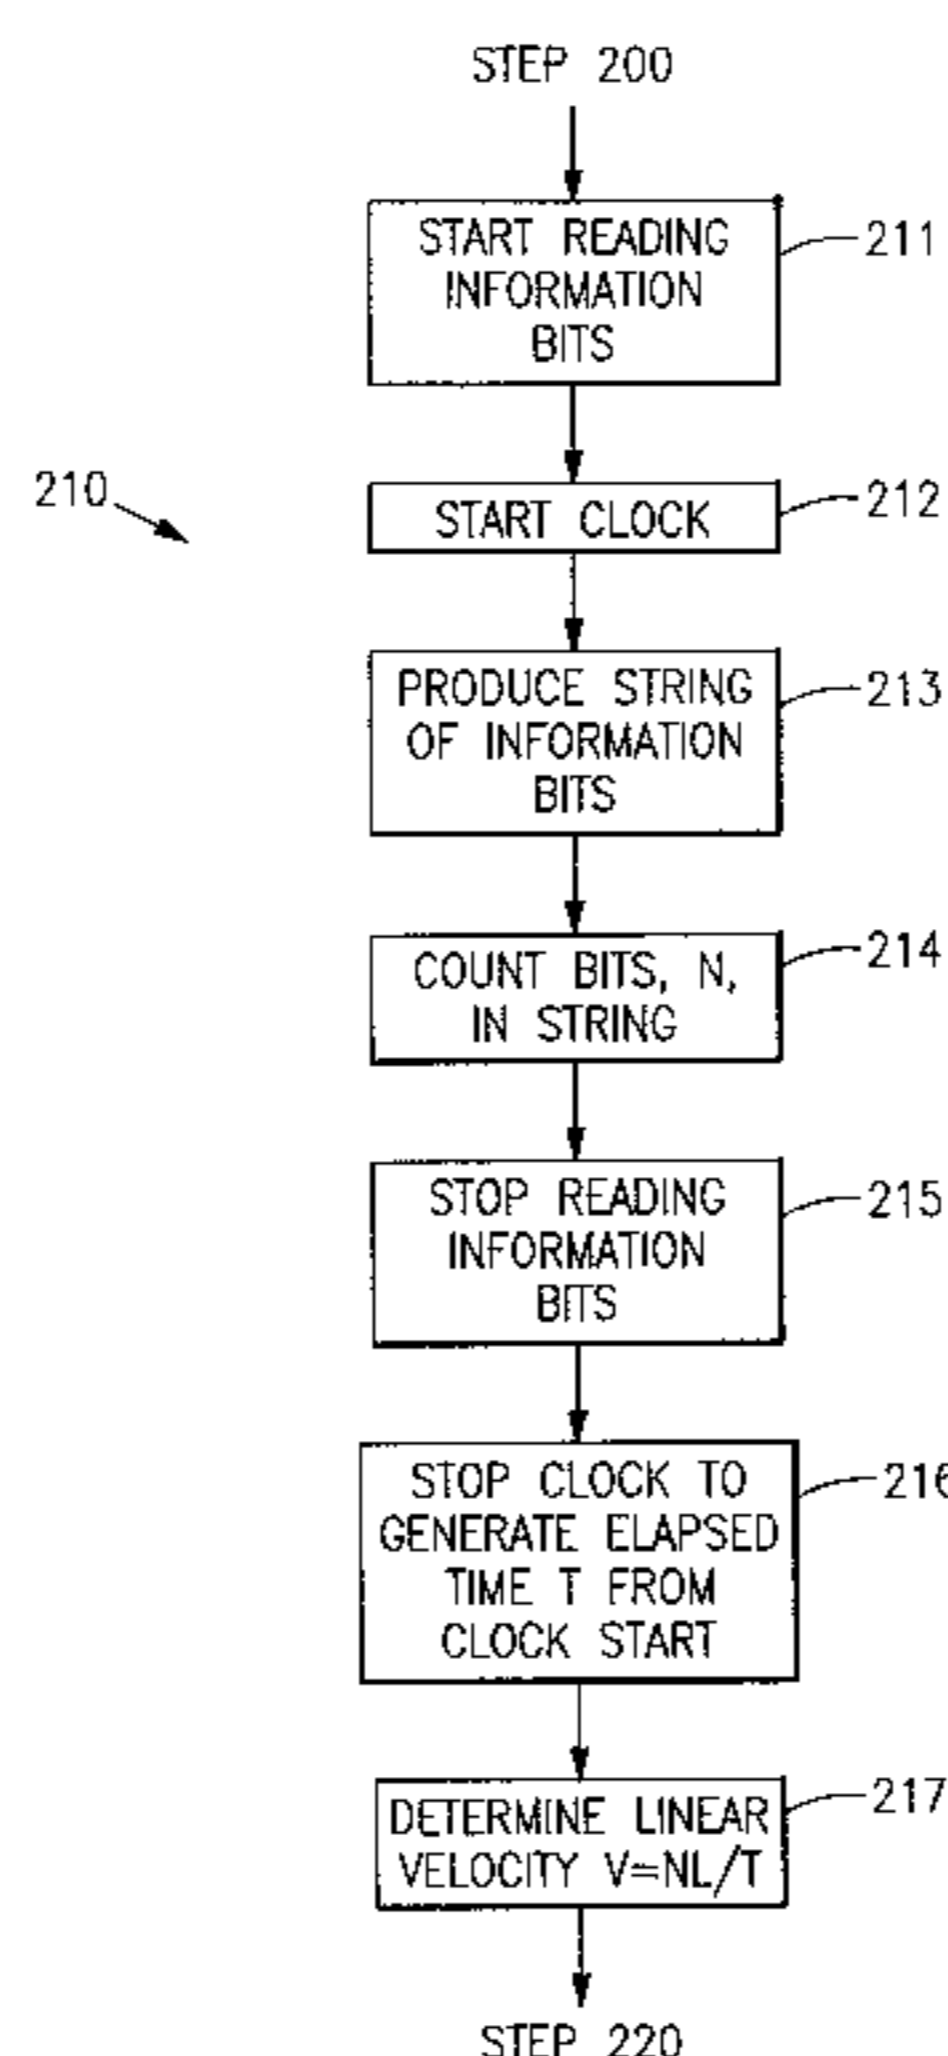 STEP 200
START READING
INFORMATION
BITS
211
210
START CLOCK
212
PRODUCE STRING
OF INFORMATION
BITS
213
COUNT BITS, N,
IN STRING
214
STOP READING
INFORMATION
BITS
215
STOP CLOCK TO
GENERATE ELAPSED
TIME T FROM
CLOCK START
216
DETERMINE LINEAR
VELOCITY V=NL/T
217
STEP 220